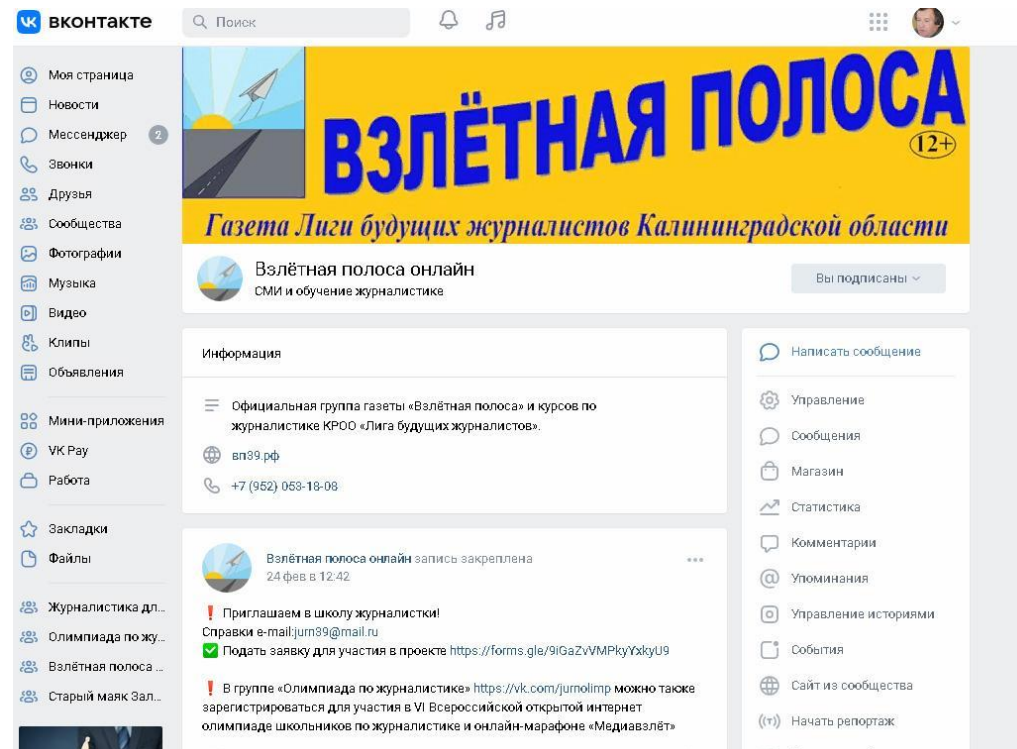 вконтакте
Поиск
Моя страница
Новости
Мессенджер 2
Звонки
Друзья
Сообщества
Фотографии
Музыка
Видео
Клипы
Объявления
Мини-приложения
VK Pay
Работа
Закладки
Файлы
Журналистика дл...
Олимпиада по жу...
Взлётная полоса ...
Старый маяк Зал...
ВЗЛЁТНАЯ ПОЛОСА
12+
Газета Лиги будущих журналистов Калининградской области
Взлётная полоса онлайн
СМИ и обучение журналистике
Вы подписаны
Информация
Официальная группа газеты «Взлётная полоса» и курсов по
журналистике КРОО «Лига будущих журналистов».
вп39.рф
+7 (952) 053-18-08
Взлётная полоса онлайн запись закреплена
24 фев в 12:42
❗ Приглашаем в школу журналистки!
Справки e-mail:jurn39@mail.ru
✅ Подать заявку для участия в проекте https://forms.gle/9iGaZvVMPkyYxkyU9
❗ В группе «Олимпиада по журналистике» https://vk.com/jurnolimp можно также
зарегистрироваться для участия в VI Всероссийской открытой интернет
олимпиаде школьников по журналистике и онлайн-марафоне «Медиавзлёт»
Написать сообщение
Управление
Сообщения
Магазин
Статистика
Комментарии
Упоминания
Управление историями
События
Сайт из сообщества
Начать репортаж